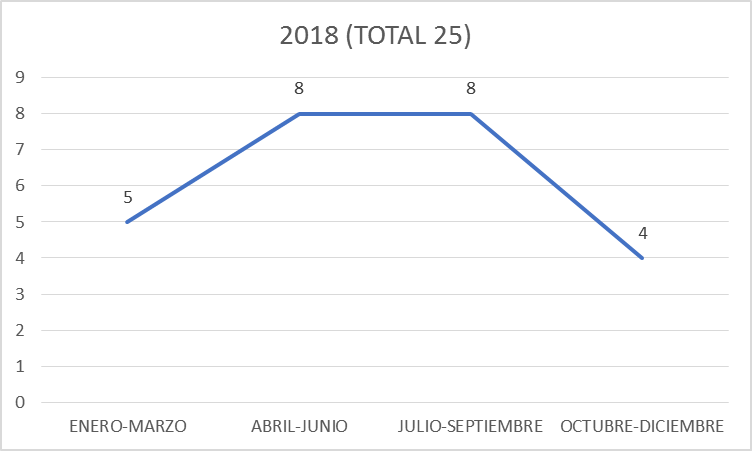 2018 (TOTAL 25)
9
8
7
6
5
4
3
2
1
0
5
8
8
4
ENERO-MARZO
ABRIL-JUNIO
JULIO-SEPTIEMBRE
OCTUBRE-DICIEMBRE